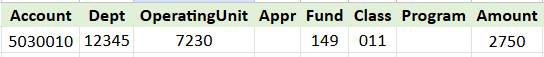 Account Dept OperatingUnit Appr Fund Class Program Amount
5030010 12345 7230 149 011 2750